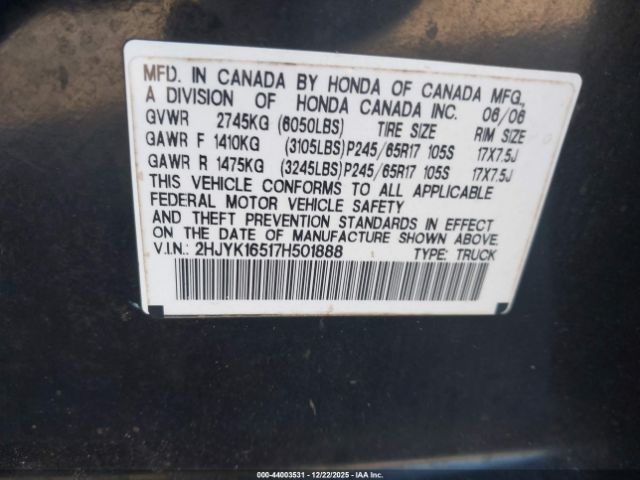 MFD. IN CANADA BY HONDA OF CANADA MFG.,
A DIVISION OF HONDA CANADA INC. 06/06
GVWR 2745KG (6050LBS) TIRE SIZE RIM SIZE
GAWR F 1410KG (3105LBS)P245/65R17 105S 17X7.5J
GAWR R 1475KG (3245LBS)P245/65R17 105S 17X7.5J
THIS VEHICLE CONFORMS TO ALL APPLICABLE
FEDERAL MOTOR VEHICLE SAFETY
AND THEFT PREVENTION STANDARDS IN EFFECT
ON THE DATE OF MANUFACTURE SHOWN ABOVE.
V.I.N.: 2HJYK16517H501888 TYPE: TRUCK
000-44003531 - 12/22/2025 - IAAI Inc.